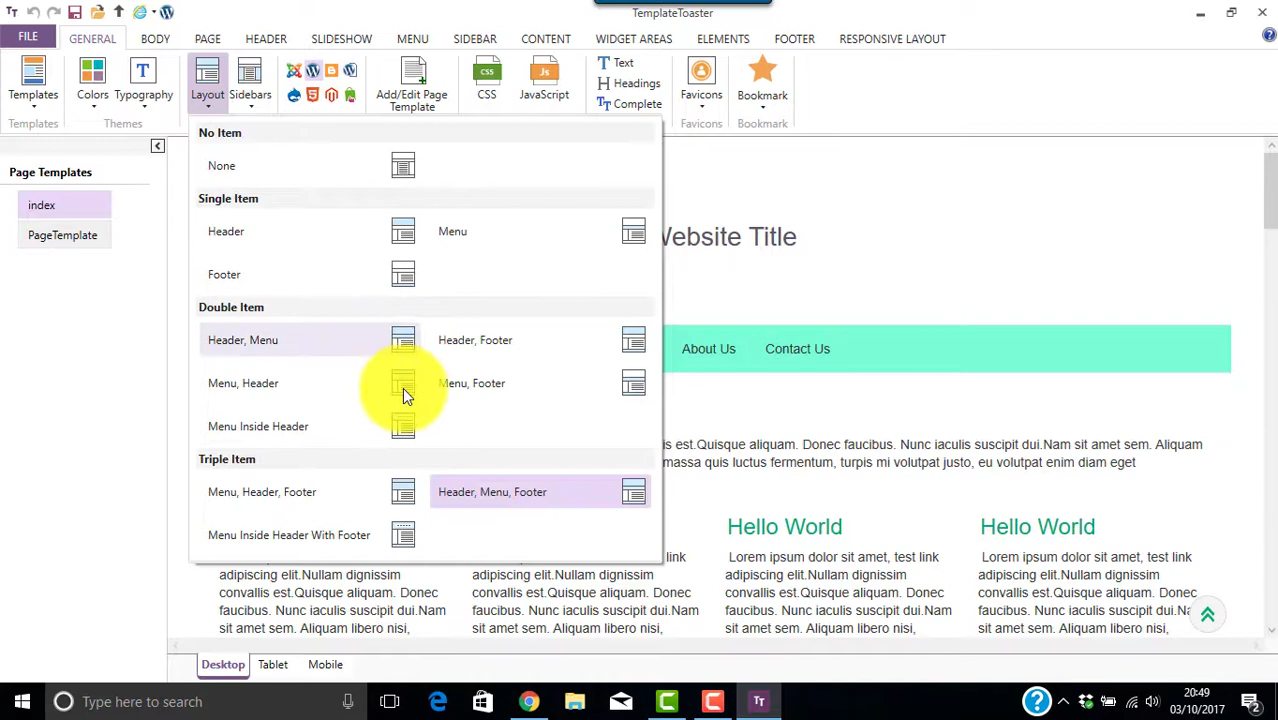 TemplateToaster
FILE GENERAL BODY PAGE HEADER SLIDESHOW MENU SIDEBAR CONTENT WIDGET AREAS ELEMENTS FOOTER RESPONSIVE LAYOUT
Templates
Colors
Typography
Layout
Sidebars
Add/Edit Page
Template
CSS
JavaScript
Text
Headings
Complete
Favicons
Bookmark
Templates
Themes
Favicons
Bookmark
Page Templates
index
PageTemplate
No Item
None
Single Item
Header Menu
Footer
Double Item
Header, Menu Header, Footer
Menu, Header Menu, Footer
Menu Inside Header
Triple Item
Menu, Header, Footer Header, Menu, Footer
Menu Inside Header With Footer
Website Title
About Us Contact Us
is est.Quisque aliquam. Donec faucibus. Nunc iaculis suscipit dui.Nam sit amet sem. Aliquam
massa quis luctus fermentum, turpis mi volutpat justo, eu volutpat enim diam eget
Hello World
Lorem ipsum dolor sit amet, test link
adipiscing elit.Nullam dignissim
convallis est.Quisque aliquam. Donec
faucibus. Nunc iaculis suscipit dui.Nam
sit amet sem. Aliquam libero nisi,
Hello World
Lorem ipsum dolor sit amet, test link
adipiscing elit.Nullam dignissim
convallis est.Quisque aliquam. Donec
faucibus. Nunc iaculis suscipit dui.Nam
sit amet sem. Aliquam libero nisi,
adipiscing elit.Nullam dignissim
convallis est.Quisque aliquam. Donec
faucibus. Nunc iaculis suscipit dui.Nam
sit amet sem. Aliquam libero nisi,
adipiscing elit.Nullam dignissim
convallis est.Quisque aliquam. Donec
faucibus. Nunc iaculis suscipit dui.Nam
sit amet sem. Aliquam libero nisi,
Desktop Tablet Mobile
Type here to search
20:49
03/10/2017